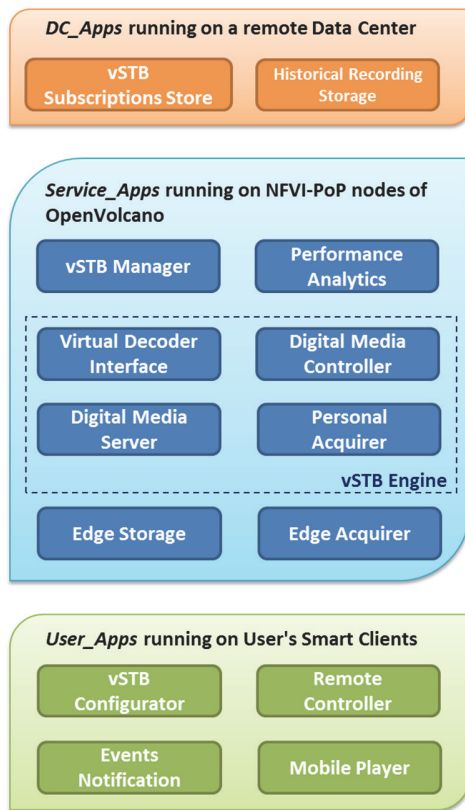 DC_Apps running on a remote Data Center
vSTB
Subscriptions Store
Historical Recording
Storage
Service_Apps running on NFVI-PoP nodes of
OpenVolcano
vSTB Manager
Performance
Analytics
Virtual Decoder
Interface
Digital Media
Controller
Digital Media
Server
Personal
Acquirer
vSTB Engine
Edge Storage
Edge Acquirer
User_Apps running on User's Smart Clients
vSTB
Configurator
Remote
Controller
Events
Notification
Mobile Player